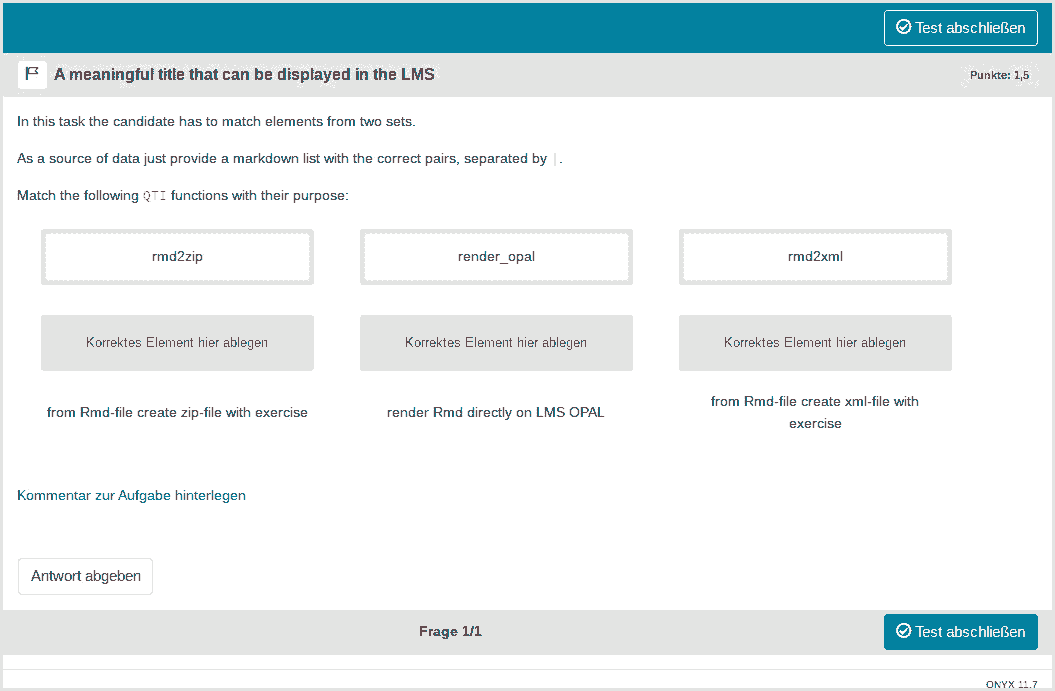 Test abschließen
A meaningful title that can be displayed in the LMS
Punkte: 1,5
In this task the candidate has to match elements from two sets.
As a source of data just provide a markdown list with the correct pairs, separated by | .
Match the following QTI functions with their purpose:
rmd2zip
render_opal
rmd2xml
Korrektes Element hier ablegen
Korrektes Element hier ablegen
Korrektes Element hier ablegen
from Rmd-file create zip-file with exercise
render Rmd directly on LMS OPAL
from Rmd-file create xml-file with
exercise
Kommentar zur Aufgabe hinterlegen
Antwort abgeben
Frage 1/1
Test abschließen
ONYX 11.7